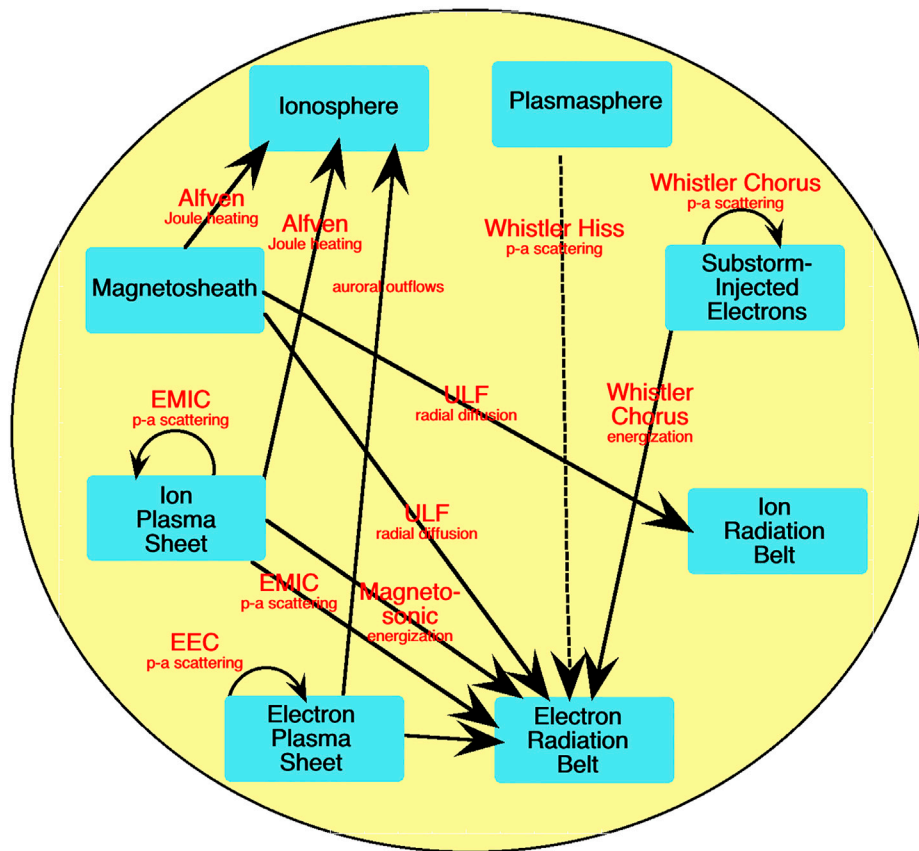 Ionosphere
Plasmasphere
Alfven
Joule heating
Alfven
Joule heating
Whistler Hiss
p-a scattering
Whistler Chorus
p-a scattering
Magnetosheath
auroral outflows
Substorm-
Injected
Electrons
ULF
radial diffusion
Whistler
Chorus
energization
EMIC
p-a scattering
Ion
Plasma
Sheet
ULF
radial diffusion
Ion
Radiation
Belt
EMIC
p-a scattering
Magneto-
sonic
energization
EEC
p-a scattering
Electron
Plasma
Sheet
Electron
Radiation
Belt